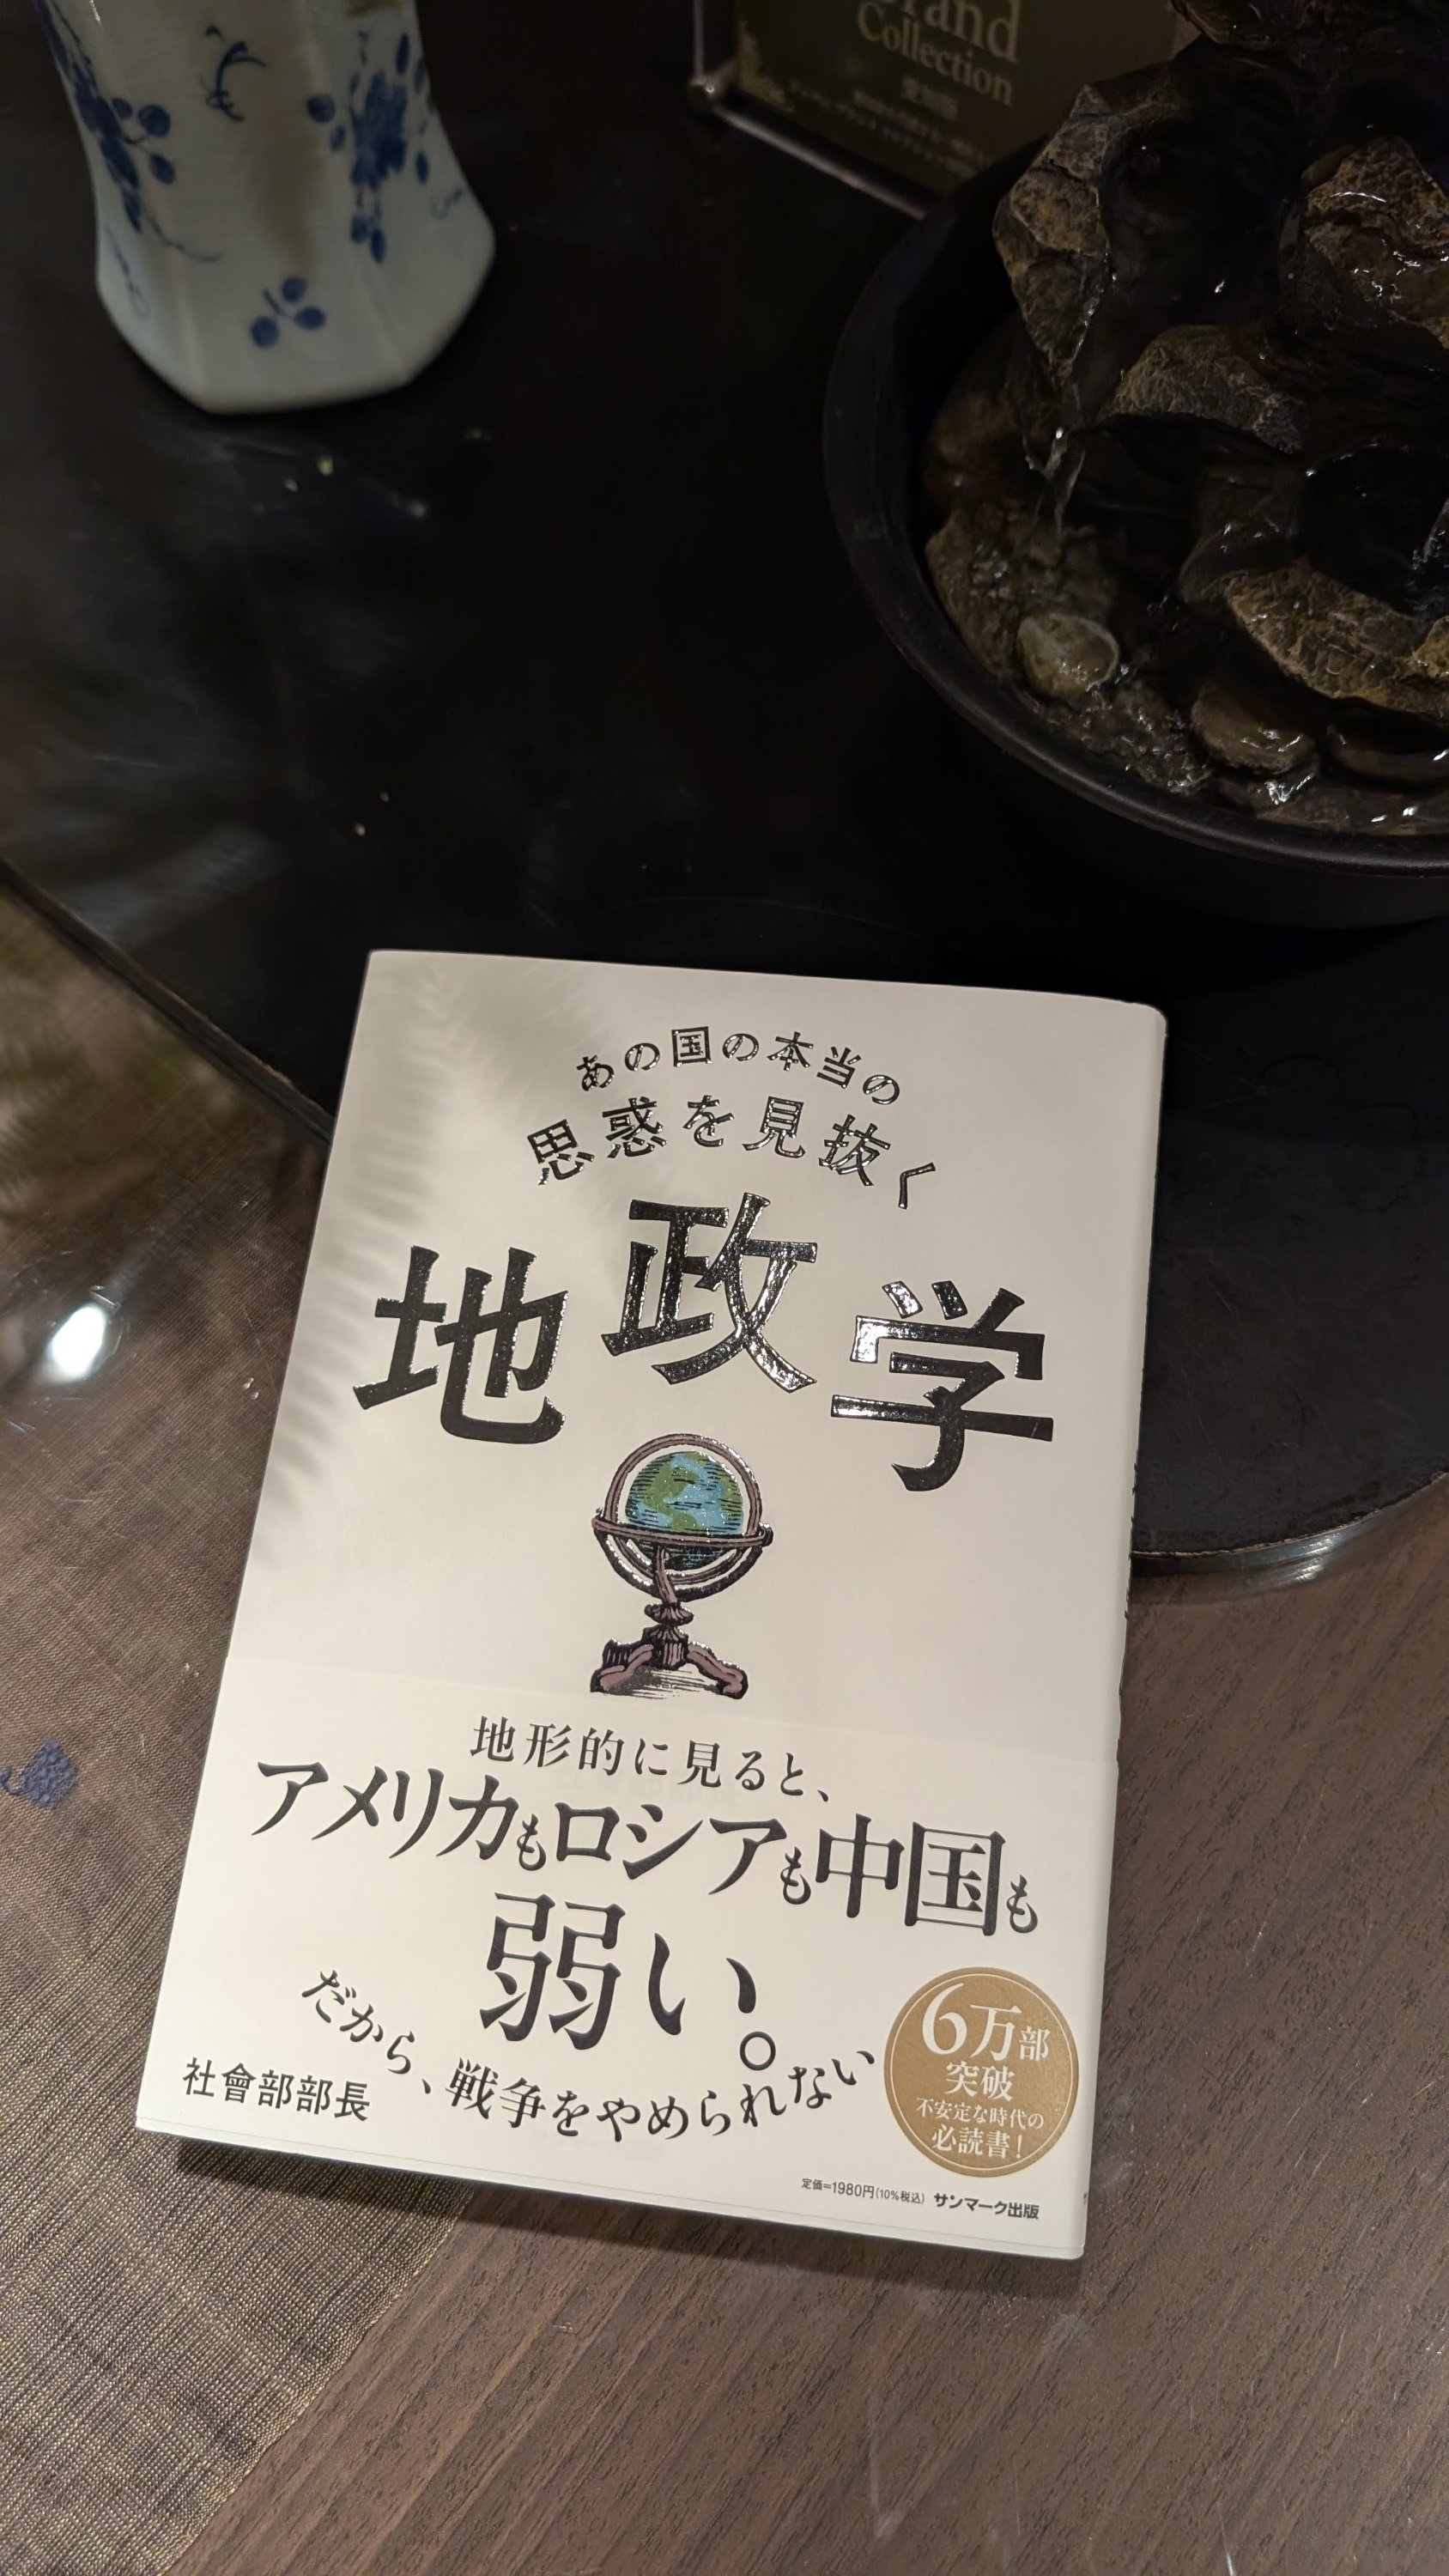 Grand
Collection
愛知版
あの国の本当の
思惑を見抜く
地政学
地形的に見ると、
アメリカもロシアも中国も
弱い。
だから、戦争をやめられない
社會部部長
6万部
突破
不安定な時代の
必読書!
定価=1980円(10%税込) サンマーク出版